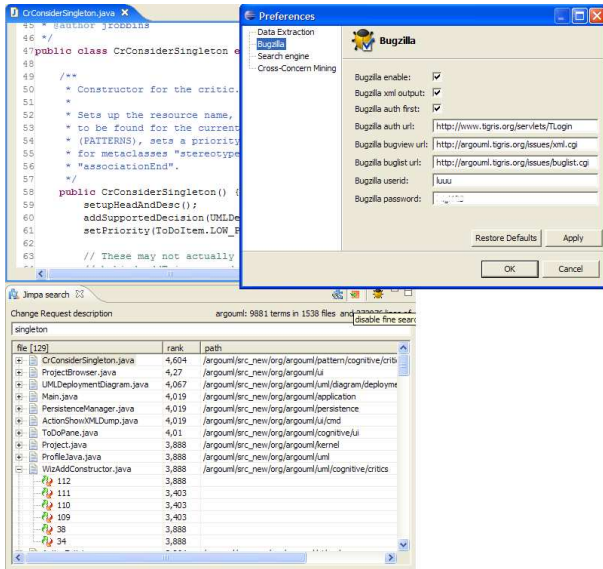 CrConsiderSingleton.java
45 * @author jrobbins
46 */
47 public class CrConsiderSingleton e
48
49 /**
50 * Constructor for the critic.
51 *
52 * Sets up the resource name,
53 * to be found for the current
54 * (PATTERNS), sets a priority
55 * for metaclasses "stereotype
56 * "associationEnd".
57 */
58 public CrConsiderSingleton() {
59 setupHeadAndDesc();
60 addSupportedDecision(UMLDe
61 setPriority(ToDoItem.LOW_P
62
63 // These may not actually
Preferences
Data Extraction
Bugzilla
Search engine
Cross-Concern Mining
Bugzilla
Bugzilla enable:
Bugzilla xml output:
Bugzilla auth first:
Bugzilla auth url: http://www.tigris.org/servlets/TLogin
Bugzilla bugview url: http://argouml.tigris.org/issues/xml.cgi
Bugzilla buglist url: http://argouml.tigris.org/issues/buglist.cgi
Bugzilla userid: luuu
Bugzilla password:
Restore Defaults Apply
OK Cancel
Jimpa search
Change Request description argouml: 9881 terms in 1538 files and
disable fine searc
singleton
file [129] rank path
CrConsiderSingleton.java 4,604 /argouml/src_new/org/argouml/pattern/cognitive/criti
ProjectBrowser.java 4,27 /argouml/src_new/org/argouml/ui
UMLDeploymentDiagram.java 4,067 /argouml/src_new/org/argouml/uml/diagram/deployme
Main.java 4,019 /argouml/src_new/org/argouml/application
PersistenceManager.java 4,019 /argouml/src_new/org/argouml/persistence
ActionShowXMLDump.java 4,019 /argouml/src_new/org/argouml/ui/cmd
ToDoPane.java 4,01 /argouml/src_new/org/argouml/cognitive/ui
Project.java 3,888 /argouml/src_new/org/argouml/kernel
ProfileJava.java 3,888 /argouml/src_new/org/argouml/uml
WizAddConstructor.java 3,888 /argouml/src_new/org/argouml/uml/cognitive/critics
112 3,888
111 3,403
110 3,403
109 3,403
38 3,888
34 3,888